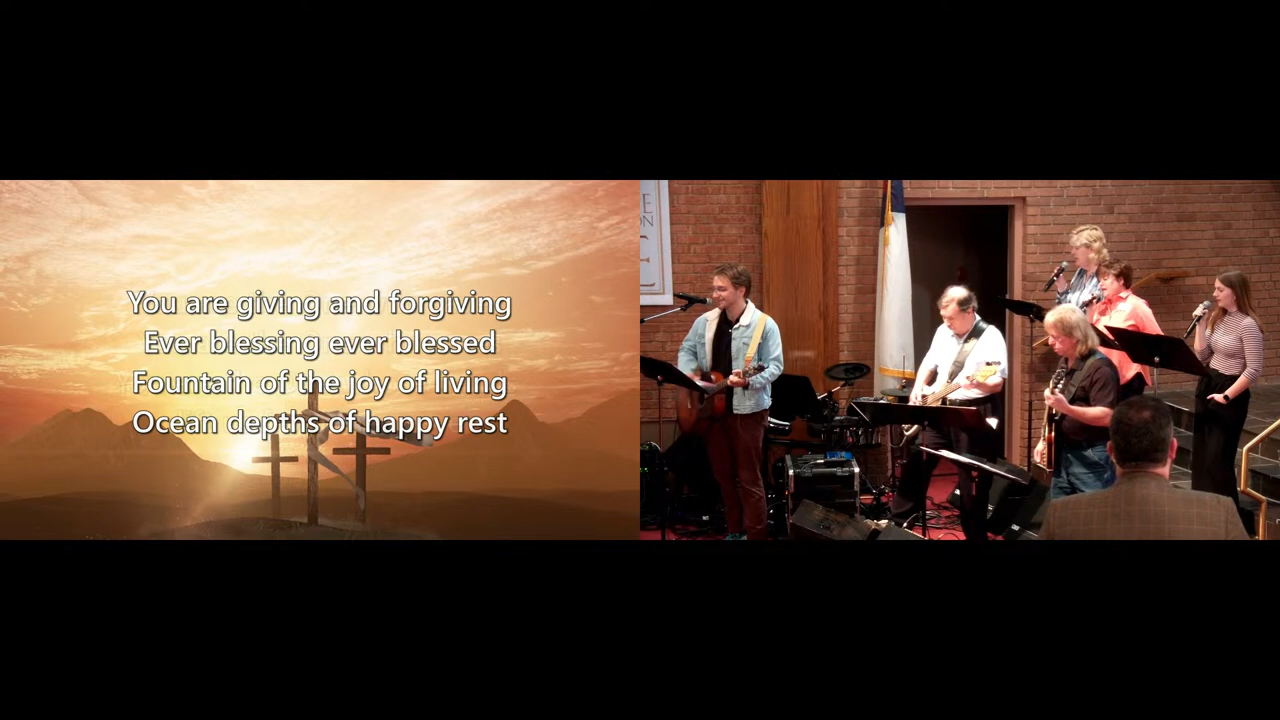 You are giving and forgiving
Ever blessing ever blessed
Fountain of the joy of living
Ocean depths of happy rest